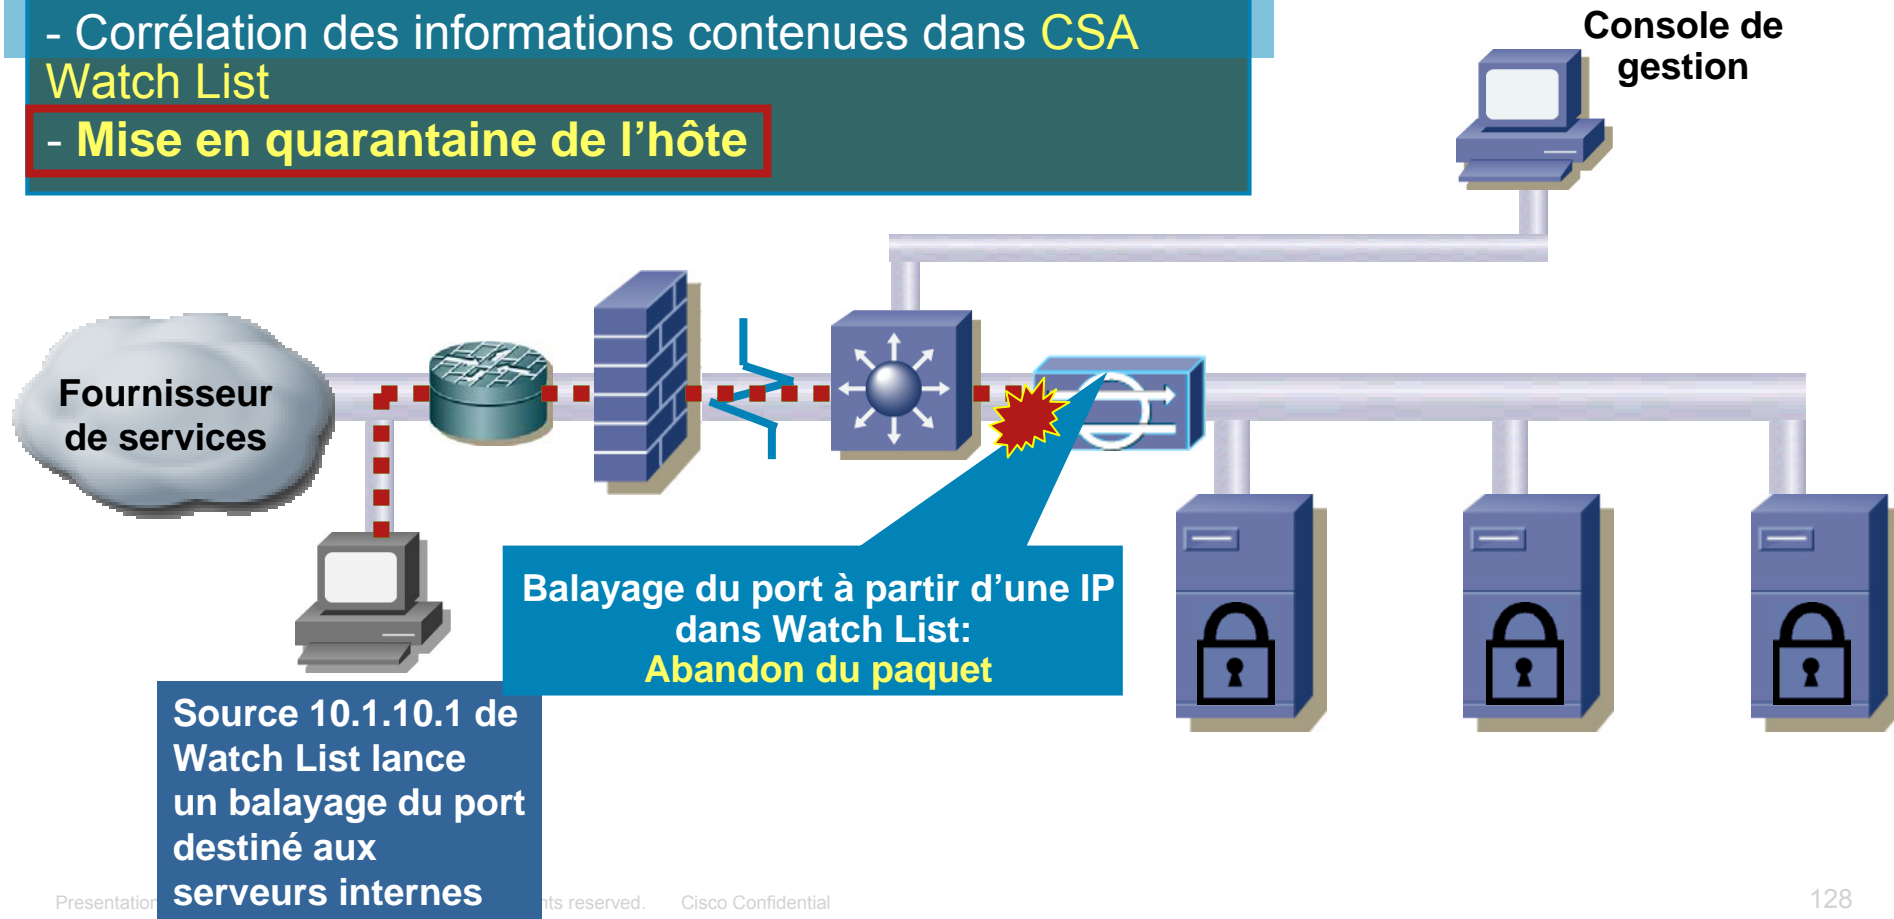 - Corrélation des informations contenues dans CSA
Watch List
- Mise en quarantaine de l’hôte
Console de
gestion
Fournisseur
de services
Balayage du port à partir d’une IP
dans Watch List:
Abandon du paquet
Source 10.1.10.1 de
Watch List lance
un balayage du port
destiné aux
serveurs internes
Presentation
reserved. Cisco Confidential
128